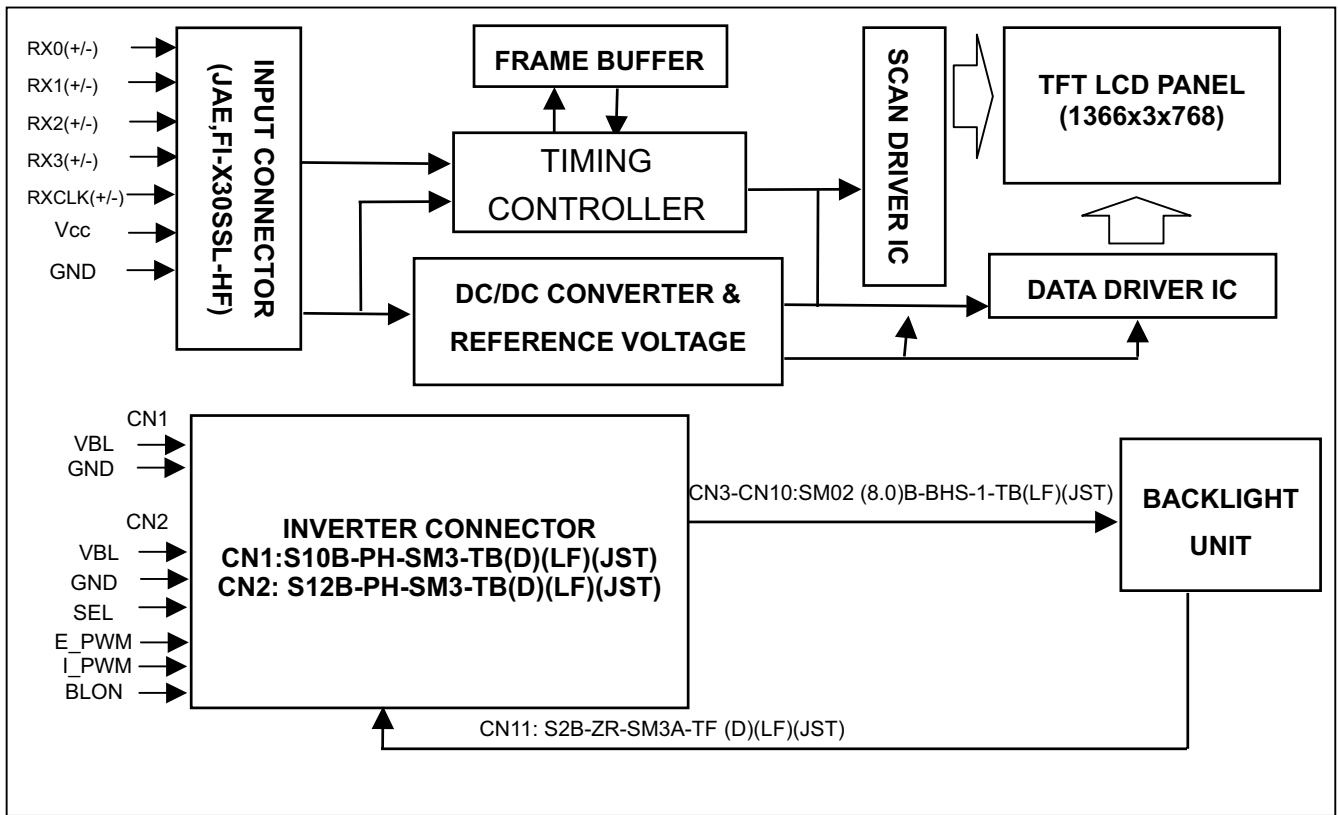 RX0(+/-)
RX1(+/-)
RX2(+/-)
RX3(+/-)
RXCLK(+/-)
Vcc
GND
INPUT CONNECTOR
(JAE,FI-X30SSL-HF)
FRAME BUFFER
TIMING
CONTROLLER
DC/DC CONVERTER &
REFERENCE VOLTAGE
SCAN DRIVER IC
TFT LCD PANEL
(1366x3x768)
DATA DRIVER IC
CN1
VBL
GND
CN2
VBL
GND
SEL
E_PWM
I_PWM
BLON
INVERTER CONNECTOR
CN1:S10B-PH-SM3-TB(D)(LF)(JST)
CN2: S12B-PH-SM3-TB(D)(LF)(JST)
CN3-CN10:SM02 (8.0)B-BHS-1-TB(LF)(JST)
BACKLIGHT
UNIT
CN11: S2B-ZR-SM3A-TF (D)(LF)(JST)